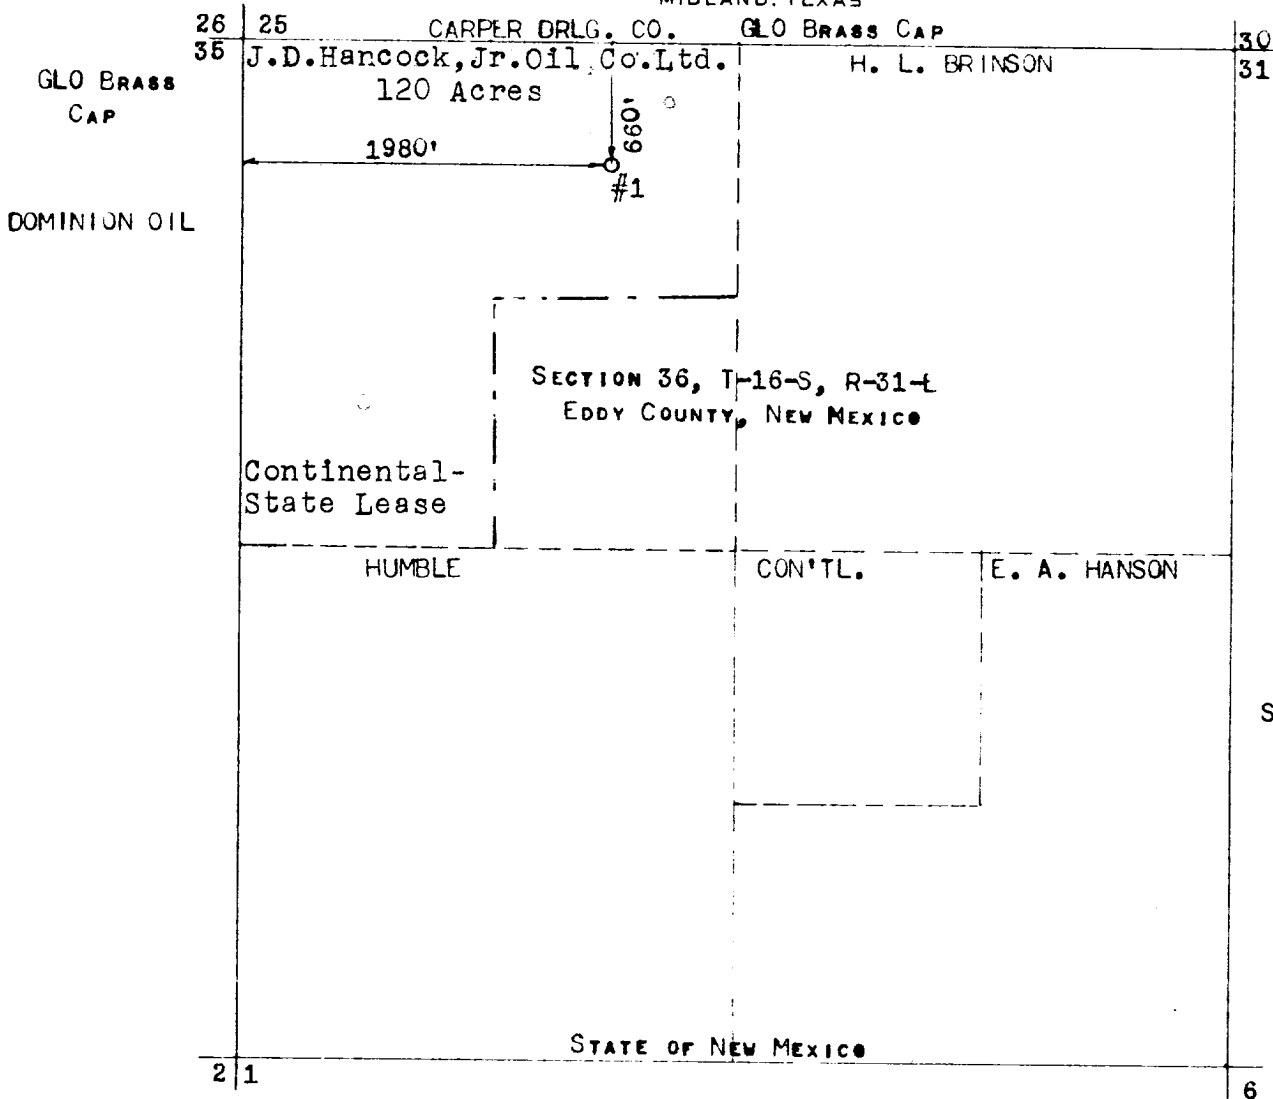 MIDLAND, TEXAS
26 25 CARPER DRLG. CO. GLO BRASS CAP 30
35 J.D.Hancock,Jr.Oil Co.Ltd. H. L. BRINSON 31
GLO BRASS
CAP
120 Acres
660'
1980'
#1
DOMINION OIL
SECTION 36, T-16-S, R-31-E
EDDY COUNTY, NEW MEXICO
Continental-
State Lease
HUMBLE CON'TL. E. A. HANSON
S
STATE OF NEW MEXICO
2 1 6